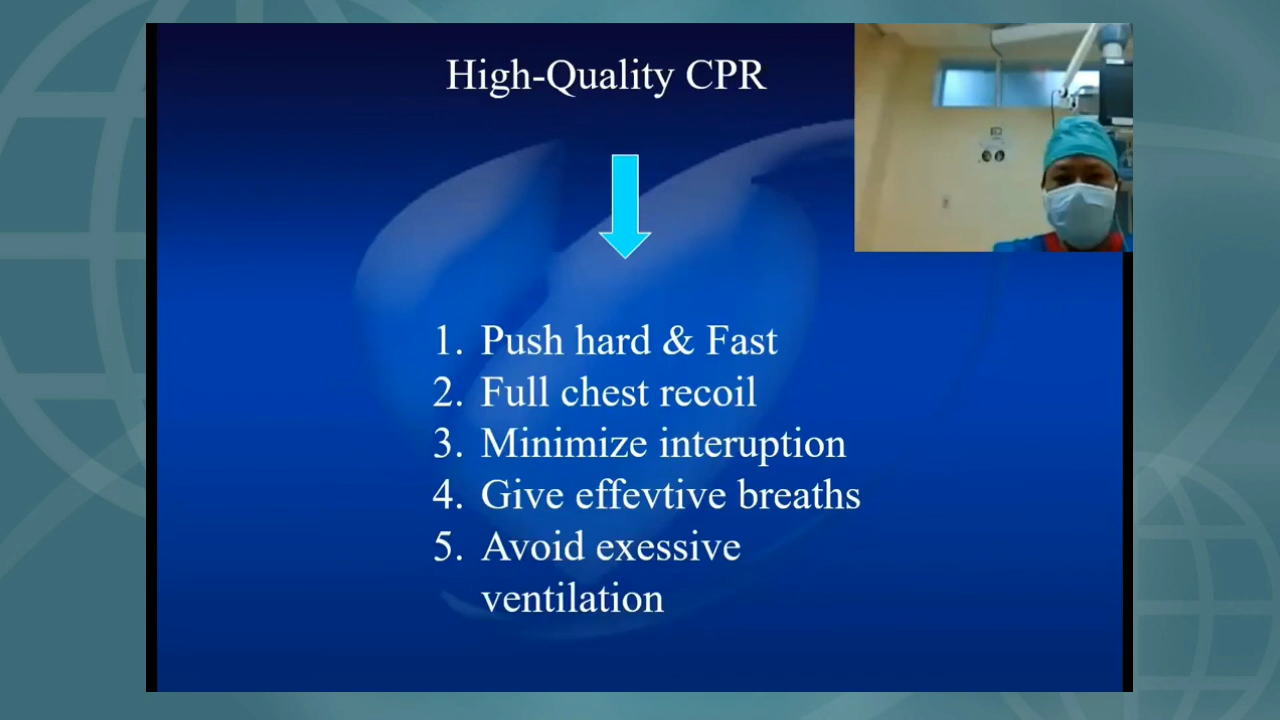 High-Quality CPR
1. Push hard & Fast
2. Full chest recoil
3. Minimize interuption
4. Give effevtive breaths
5. Avoid exessive
ventilation